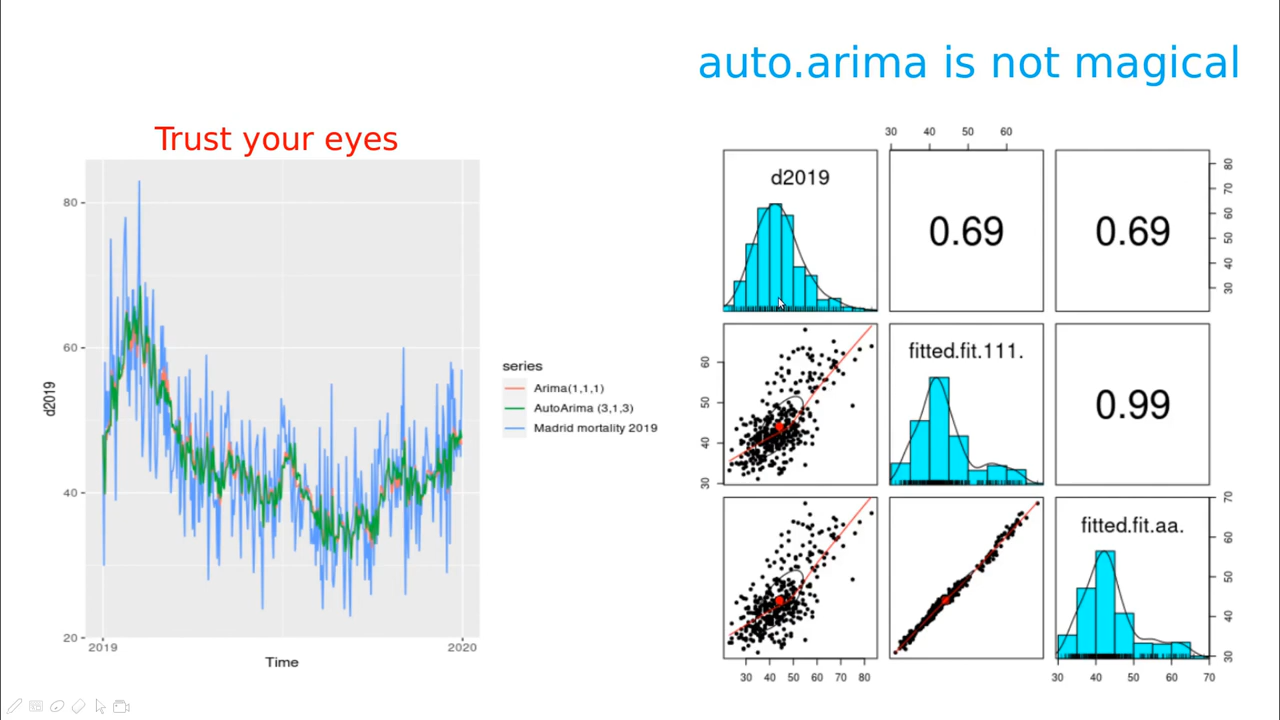 auto.arima is not magical
Trust your eyes
80
60
40
20
d2019
2019
2020
Time
series
Arima(1,1,1)
AutoArima (3,1,3)
Madrid mortality 2019
30 40 50 60
d2019
0.69
0.69
30 40 50 60 70 80
30 40 50 60
fitted.fit.111.
0.99
fitted.fit.aa.
30 40 50 60 70
30 40 50 60 70 80
30 40 50 60 70